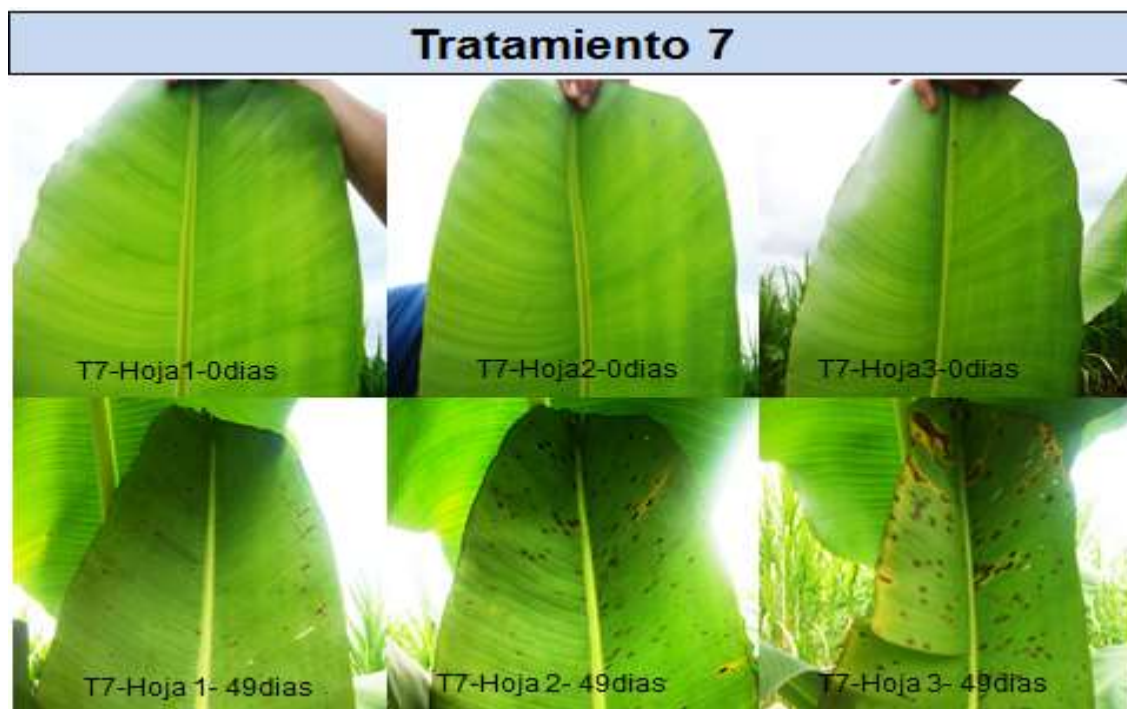 Tratamiento 7
T7-Hoja1-0dias
T7-Hoja2-0dias
T7-Hoja3-0dias
T7-Hoja 1- 49dias
T7-Hoja 2- 49dias
T7-Hoja 3- 49dias